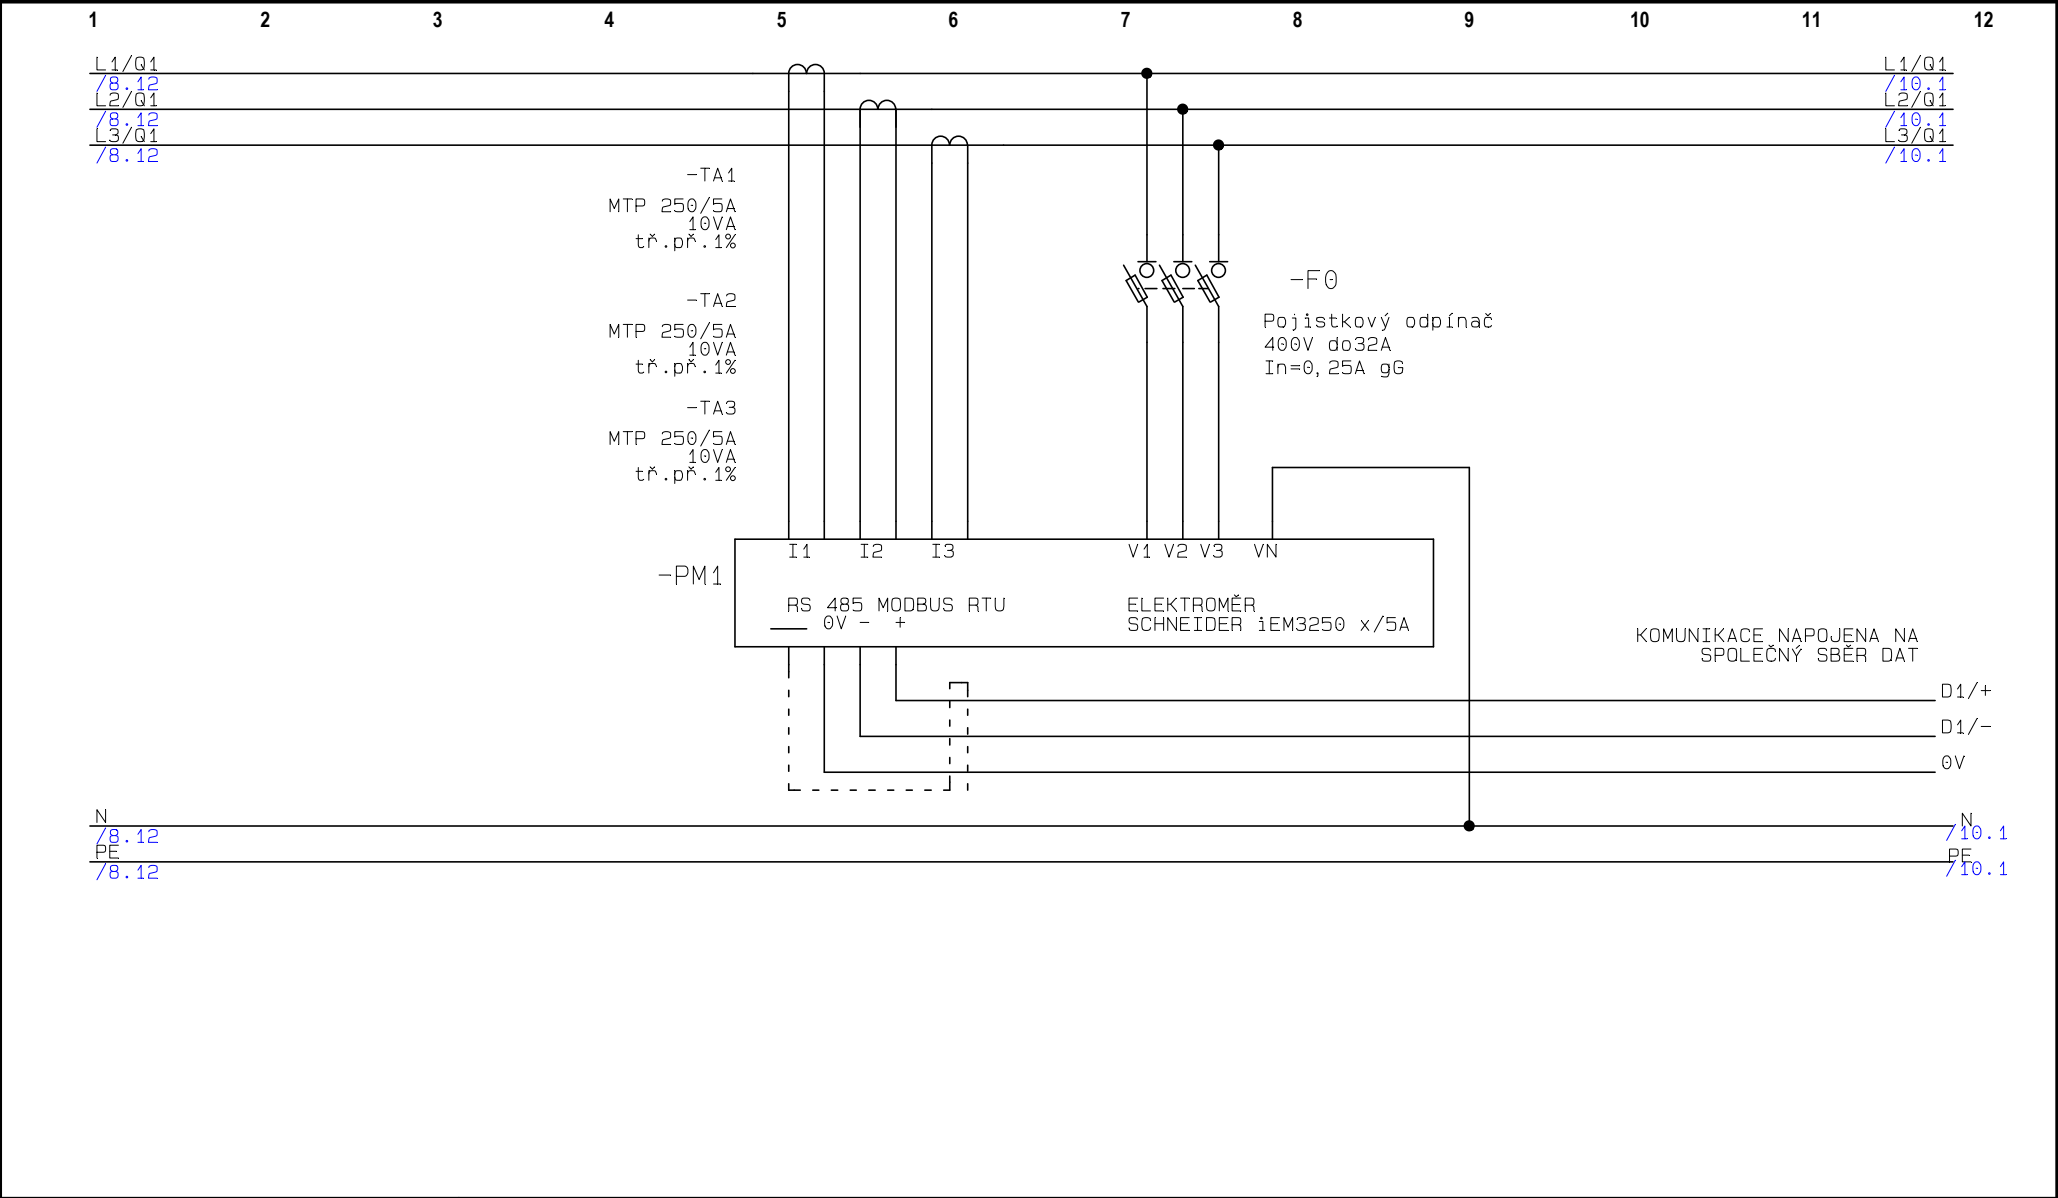 1 2 3 4 5 6 7 8 9 10 11 12
L1/Q1
/8.12
L2/Q1
/8.12
L3/Q1
/8.12
L1/Q1
/10.1
L2/Q1
/10.1
L3/Q1
/10.1
-TA1
MTP 250/5A
10VA
tř.př.1%
-TA2
MTP 250/5A
10VA
tř.př.1%
-TA3
MTP 250/5A
10VA
tř.př.1%
-F0
Pojistkový odpínač
400V do32A
In=0,25A gG
I1 I2 I3 V1 V2 V3 VN
-PM1
RS 485 MODBUS RTU
0V - +
ELEKTROMĚR
SCHNEIDER iEM3250 x/5A
KOMUNIKACE NAPOJENA NA
SPOLEČNÝ SBĚR DAT
D1/+
D1/-
0V
N
/8.12
PE
/8.12
N
/10.1
PE
/10.1